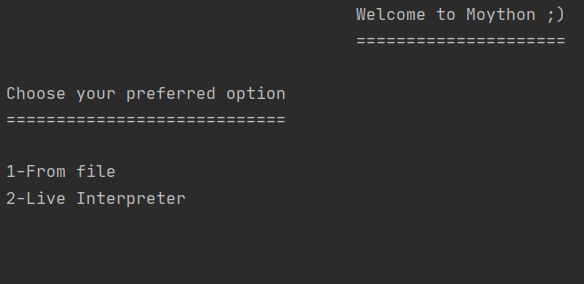 Welcome to Moython ;)
=====================
Choose your preferred option
============================
1-From file
2-Live Interpreter